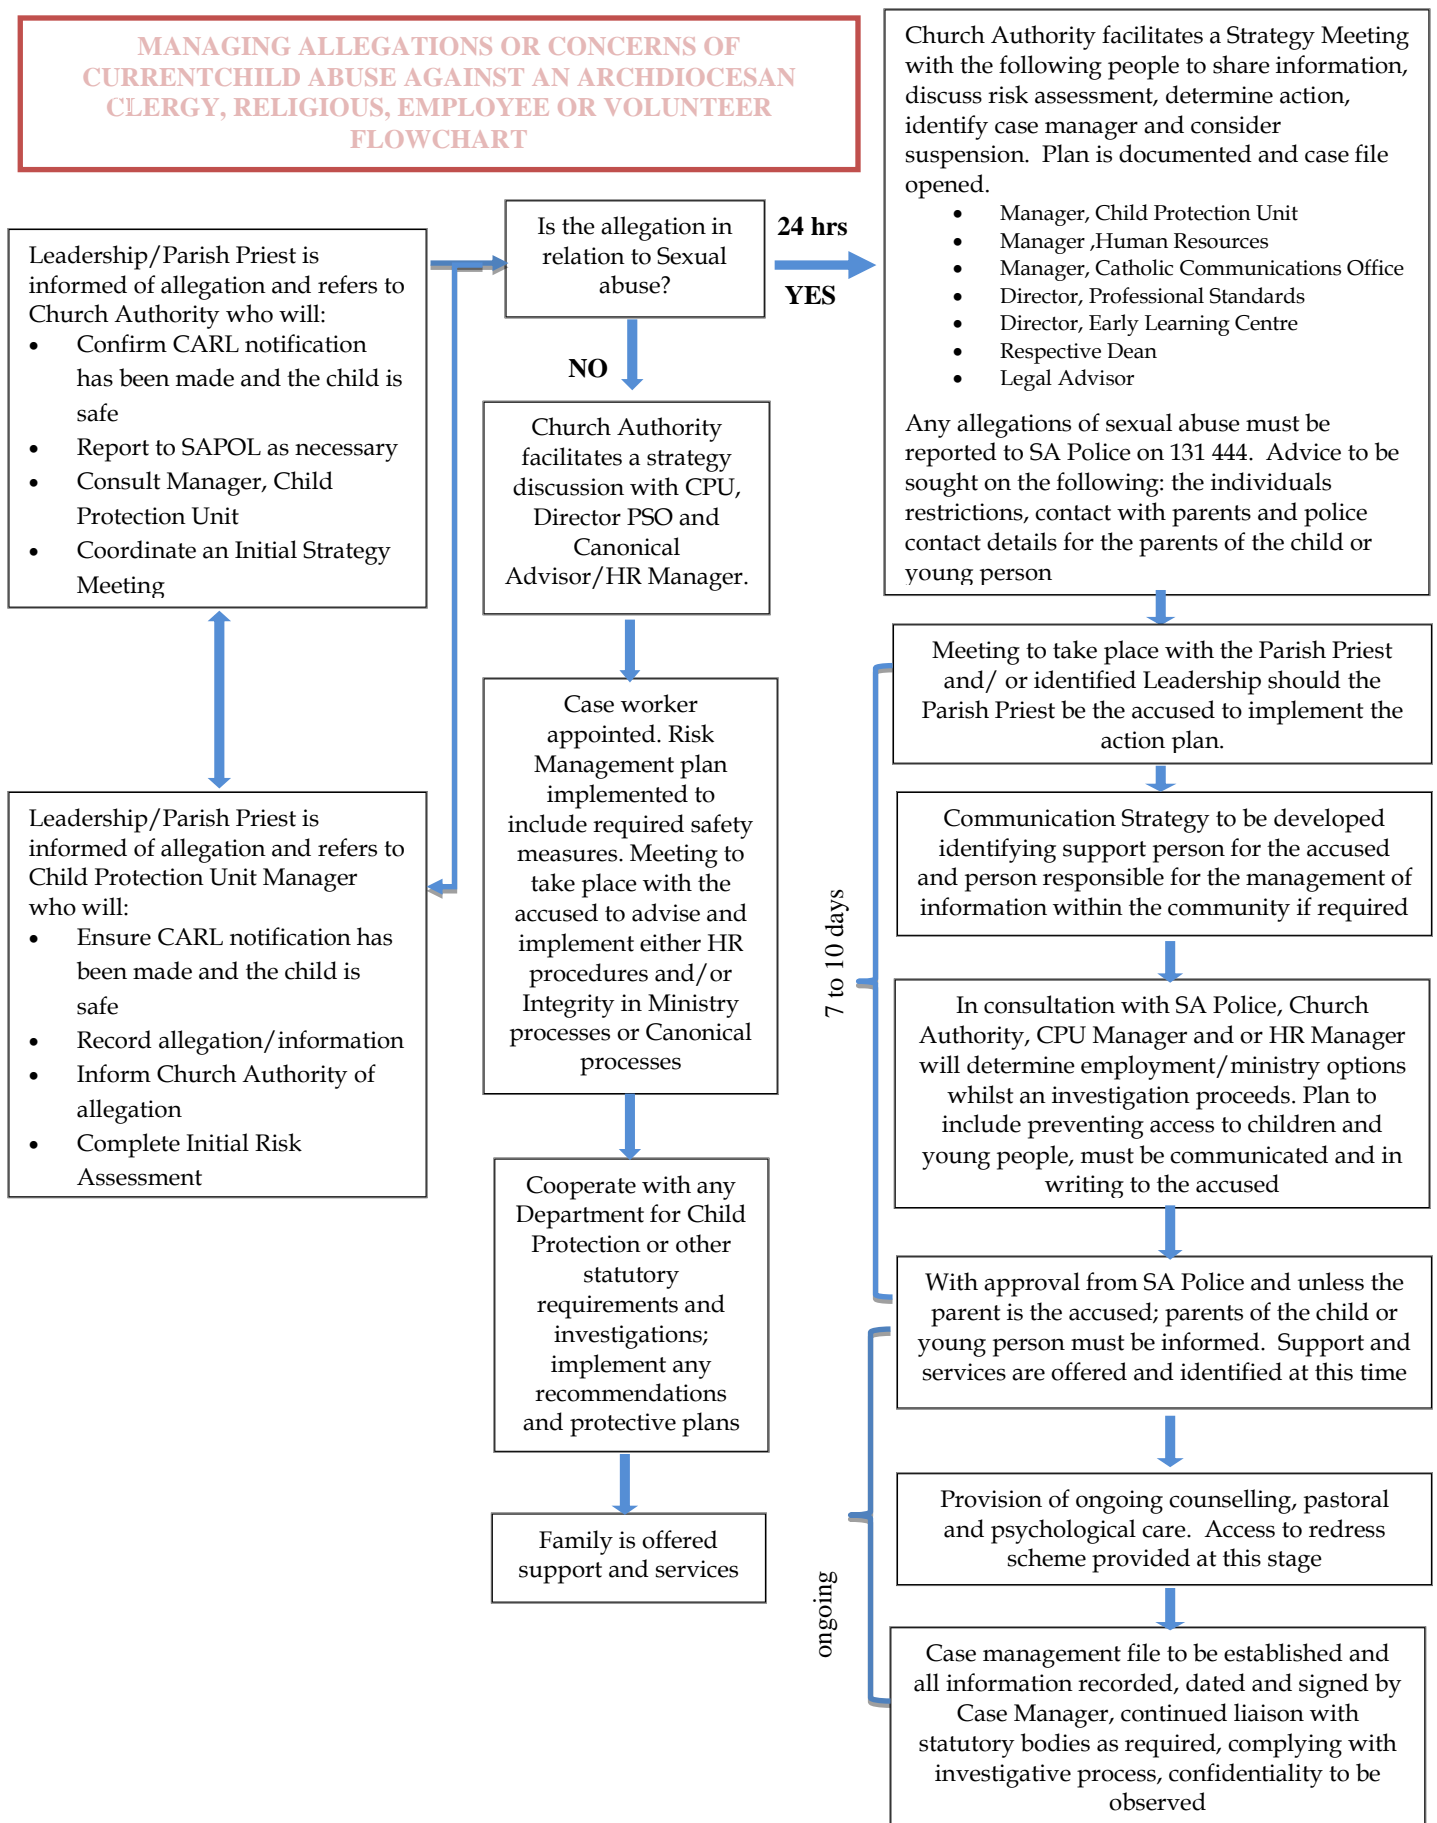 MANAGING ALLEGATIONS OR CONCERNS OF
CURRENTCHILD ABUSE AGAINST AN ARCHDIOCESAN
CLERGY, RELIGIOUS, EMPLOYEE OR VOLUNTEER
FLOWCHART
Leadership/Parish Priest is
informed of allegation and refers to
Church Authority who will:
• Confirm CARL notification
has been made and the child is
safe
• Report to SAPOL as necessary
• Consult Manager, Child
Protection Unit
• Coordinate an Initial Strategy
Meeting
Leadership/Parish Priest is
informed of allegation and refers to
Child Protection Unit Manager
who will:
• Ensure CARL notification has
been made and the child is
safe
• Record allegation/information
• Inform Church Authority of
allegation
• Complete Initial Risk
Assessment
Is the allegation in
relation to Sexual
abuse?
24 hrs
YES
NO
Church Authority
facilitates a strategy
discussion with CPU,
Director PSO and
Canonical
Advisor/HR Manager.
Case worker
appointed. Risk
Management plan
implemented to
include required safety
measures. Meeting to
take place with the
accused to advise and
implement either HR
procedures and/or
Integrity in Ministry
processes or Canonical
processes
Cooperate with any
Department for Child
Protection or other
statutory
requirements and
investigations;
implement any
recommendations
and protective plans
Family is offered
support and services
Church Authority facilitates a Strategy Meeting
with the following people to share information,
discuss risk assessment, determine action,
identify case manager and consider
suspension. Plan is documented and case file
opened.
• Manager, Child Protection Unit
• Manager ,Human Resources
• Manager, Catholic Communications Office
• Director, Professional Standards
• Director, Early Learning Centre
• Respective Dean
• Legal Advisor
Any allegations of sexual abuse must be
reported to SA Police on 131 444. Advice to be
sought on the following: the individuals
restrictions, contact with parents and police
contact details for the parents of the child or
young person
7 to 10 days
Meeting to take place with the Parish Priest
and/ or identified Leadership should the
Parish Priest be the accused to implement the
action plan.
Communication Strategy to be developed
identifying support person for the accused
and person responsible for the management of
information within the community if required
In consultation with SA Police, Church
Authority, CPU Manager and or HR Manager
will determine employment/ministry options
whilst an investigation proceeds. Plan to
include preventing access to children and
young people, must be communicated and in
writing to the accused
With approval from SA Police and unless the
parent is the accused; parents of the child or
young person must be informed. Support and
services are offered and identified at this time
ongoing
Provision of ongoing counselling, pastoral
and psychological care. Access to redress
scheme provided at this stage
Case management file to be established and
all information recorded, dated and signed by
Case Manager, continued liaison with
statutory bodies as required, complying with
investigative process, confidentiality to be
observed